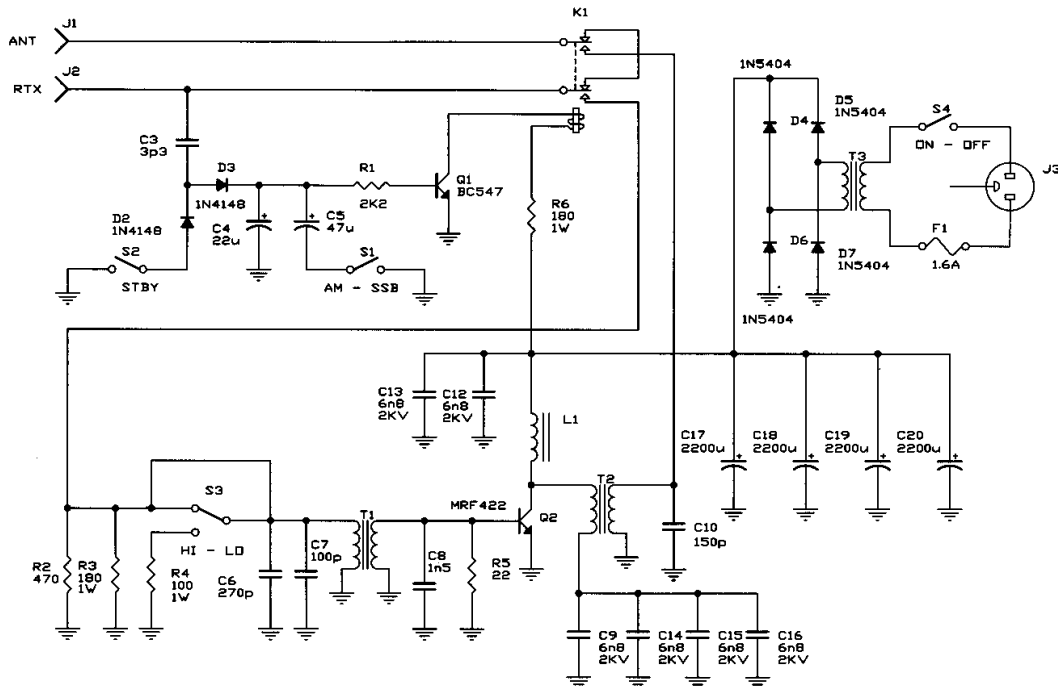 J1
ANT
J2
RTX
K1
C3
3p3
D3
1N4148
R1
2K2
Q1
BC547
D2
1N4148
C4
22u
C5
47u
S2
STBY
S1
AM - SSB
R6
180
1W
1N5404
D5
1N5404
D4
S4
ON - OFF
T3
J3
D6
D7
1N5404
F1
1.6A
1N5404
C13
6n8
2KV
C12
6n8
2KV
L1
C17
2200u
C18
2200u
C19
2200u
C20
2200u
S3
HI - LO
T1
MRF422
Q2
T2
C10
150p
R2
470
R3
180
1W
R4
100
1W
C6
270p
C7
100p
C8
1n5
R5
22
C9
6n8
2KV
C14
6n8
2KV
C15
6n8
2KV
C16
6n8
2KV